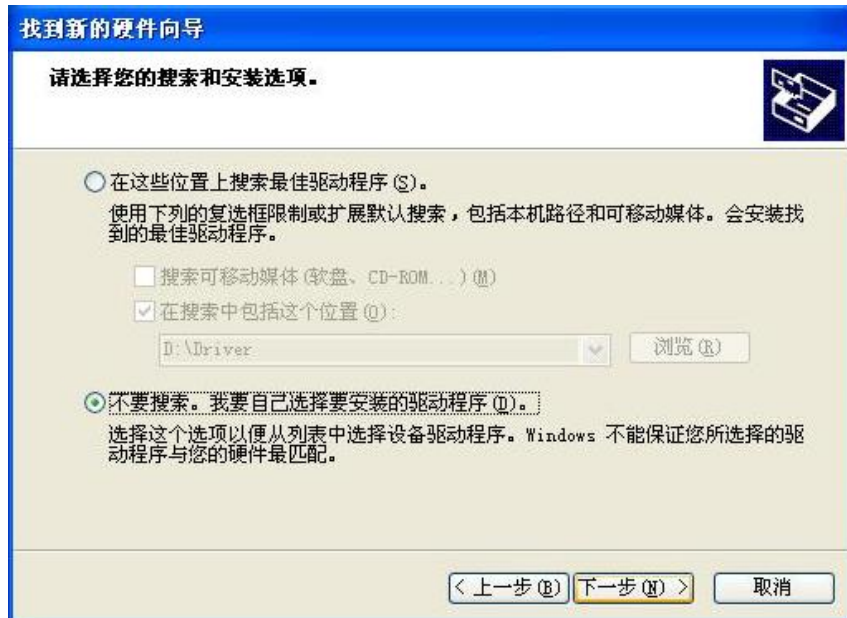 找到新的硬件向导
请选择您的搜索和安装选项。
在这些位置上搜索最佳驱动程序(S)。
使用下列的复选框限制或扩展默认搜索，包括本机路径和可移动媒体。会安装找
到的最佳驱动程序。
搜索可移动媒体(软盘、CD-ROM...)(M)
在搜索中包括这个位置(O):
D:\Driver
浏览(R)
不要搜索。我要自己选择要安装的驱动程序(D)。
选择这个选项以便从列表中选择设备驱动程序。Windows 不能保证您所选择的驱
动程序与您的硬件最匹配。
< 上一步(B) 下一步(N) > 取消